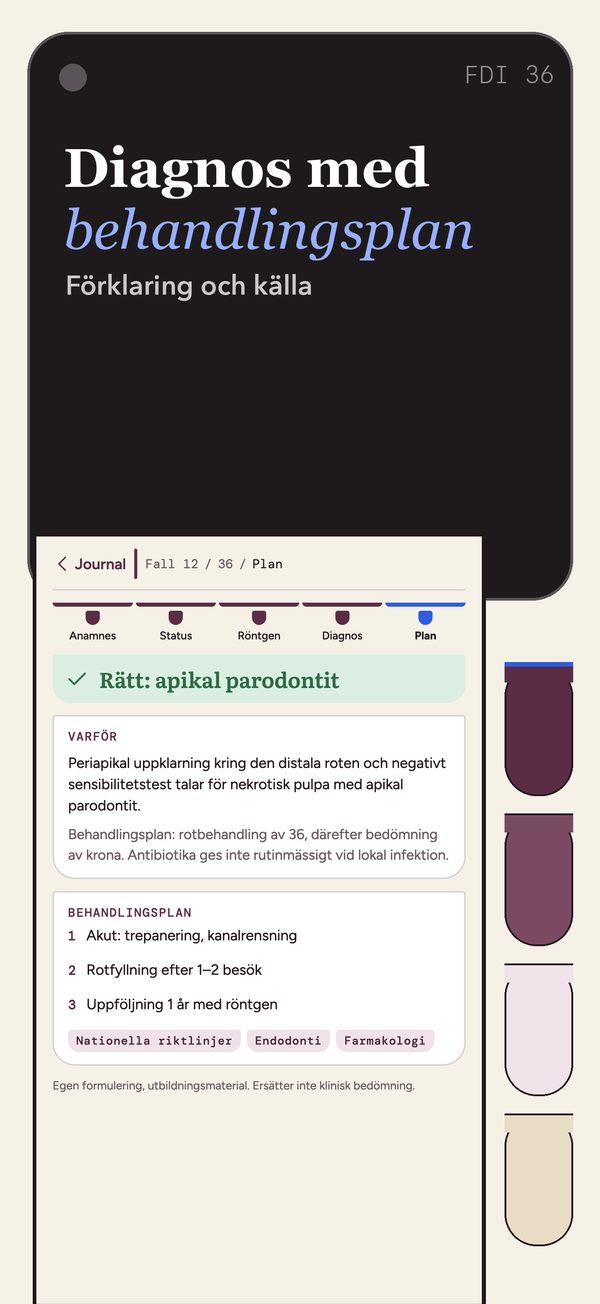 FDI 36
Diagnos med
behandlingsplan
Förklaring och källa
Journal Fall 12 / 36 / Plan
Anamnes Status Röntgen Diagnos Plan
Rätt: apikal parodontit
VARFÖR
Periapikal uppklarning kring den distala roten och negativt
sensibilitetstest talar för nekrotisk pulpa med apikal
parodontit.
Behandlingsplan: rotbehandling av 36, därefter bedömning
av krona. Antibiotika ges inte rutinmässigt vid lokal infektion.
BEHANDLINGSPLAN
1 Akut: trepanering, kanalrensning
2 Rotfyllning efter 1–2 besök
3 Uppföljning 1 år med röntgen
Nationella riktlinjer Endodonti Farmakologi
Egen formulering, utbildningsmaterial. Ersätter inte klinisk bedömning.